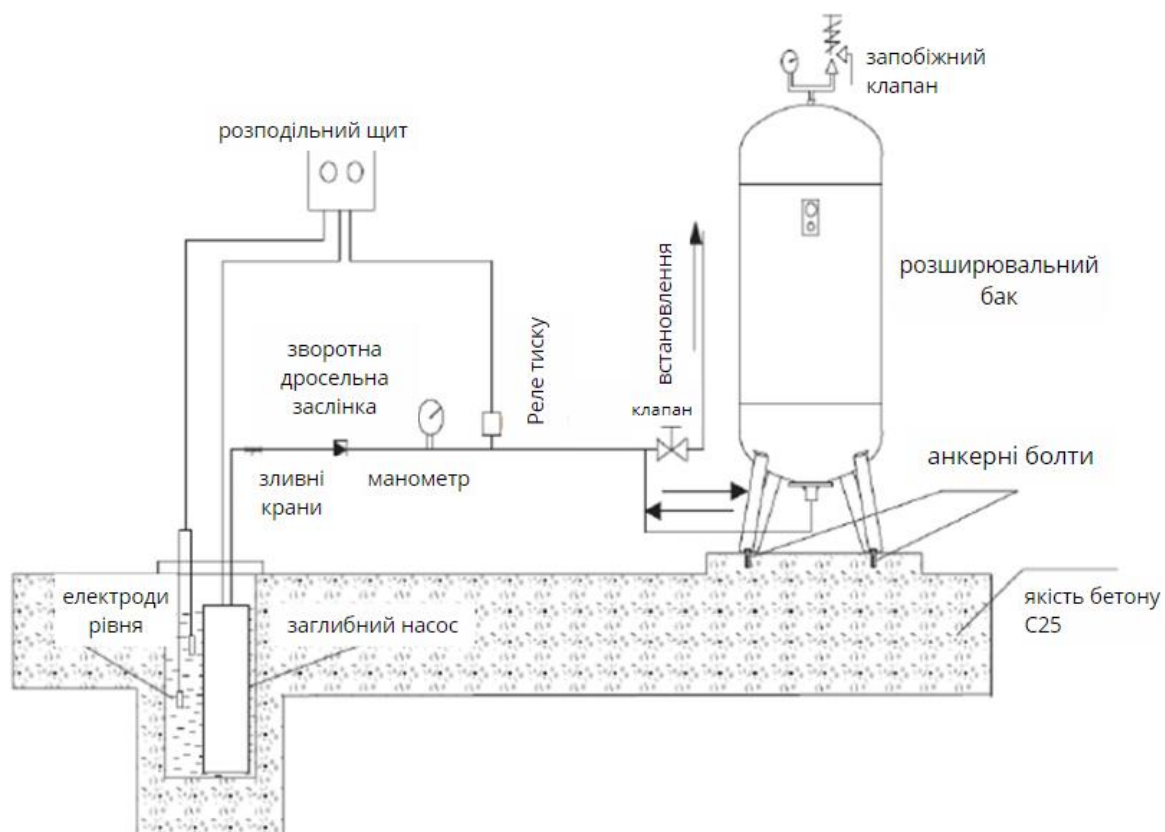 запобіжний
клапан
розподільний щит
розширювальний
бак
встановлення
Реле тиску
зворотна
дросельна
заслінка
клапан
анкерні болти
зливні
крани
манометр
електроди
рівня
заглибний насос
якість бетону
C25